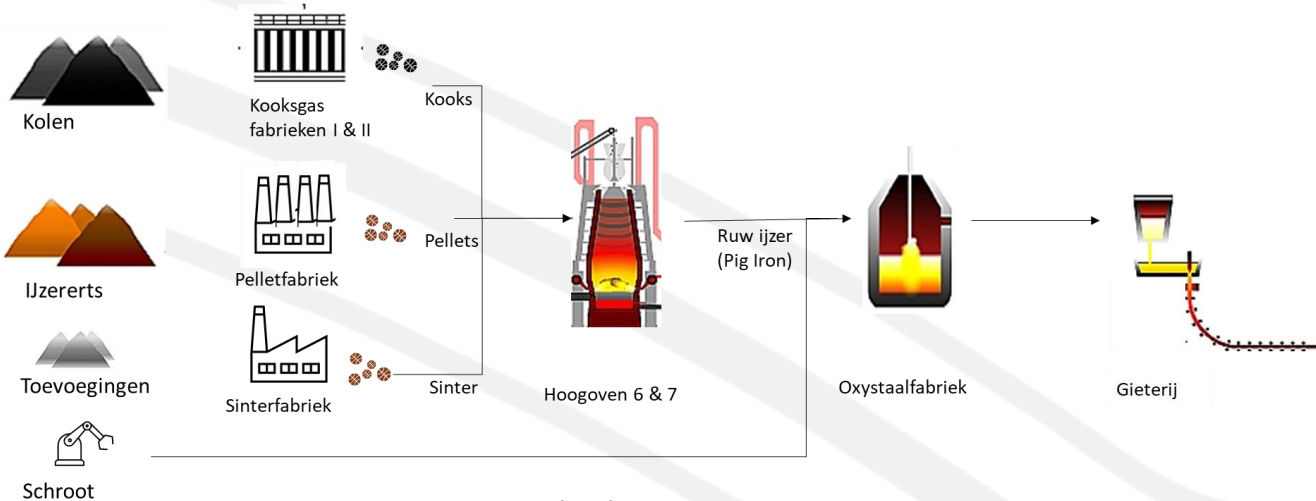 Kolen
Kooksgas
fabrieken I & II
Kooks
IJzererts
Pelletfabriek
Pellets
Toevoegingen
Sinterfabriek
Sinter
Schroot
Hoogoven 6 & 7
Ruw ijzer
(Pig Iron)
Oxystaalfabriek
Gieterij